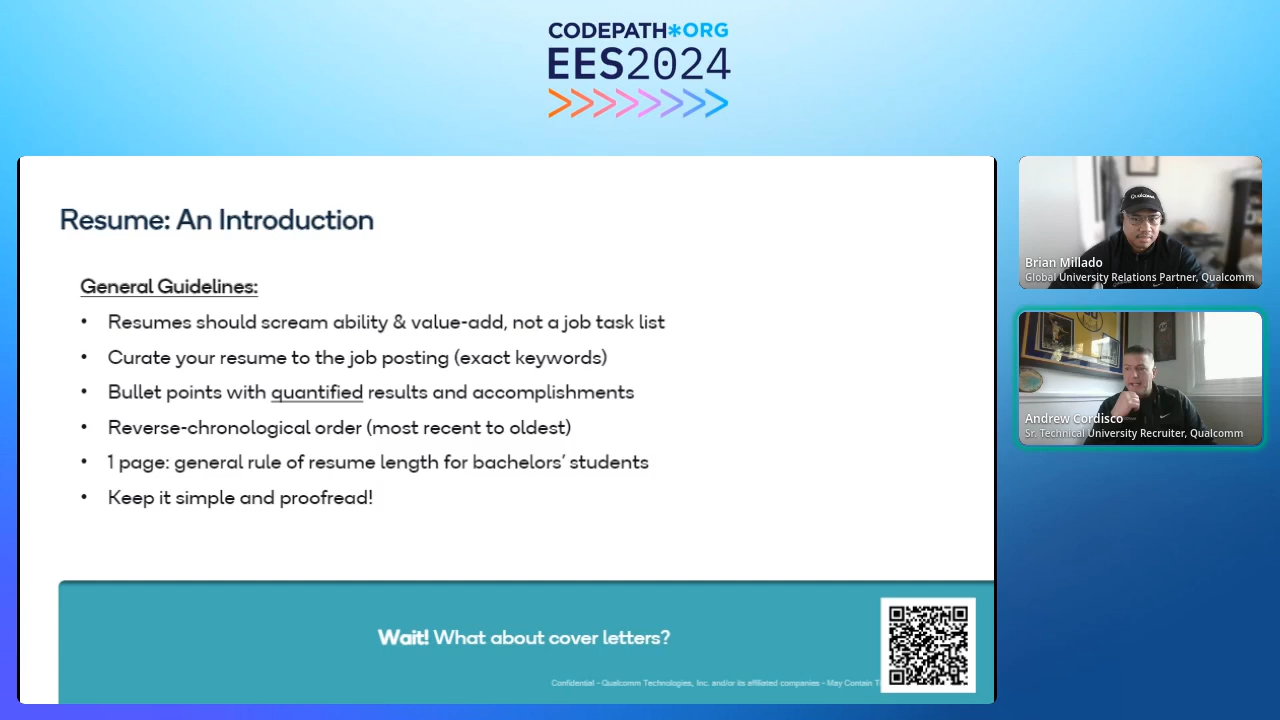 CODEPATH*ORG
EES2024
Resume: An Introduction
General Guidelines:
• Resumes should scream ability & value-add, not a job task list
• Curate your resume to the job posting (exact keywords)
• Bullet points with quantified results and accomplishments
• Reverse-chronological order (most recent to oldest)
• 1 page: general rule of resume length for bachelors’ students
• Keep it simple and proofread!
Wait! What about cover letters?
Confidential - Qualcomm Technologies, Inc. and/or its affiliated companies - May Contain T
Qualcomm
Brian Millado
Global University Relations Partner, Qualcomm
Andrew Cordisco
Sr. Technical University Recruiter, Qualcomm